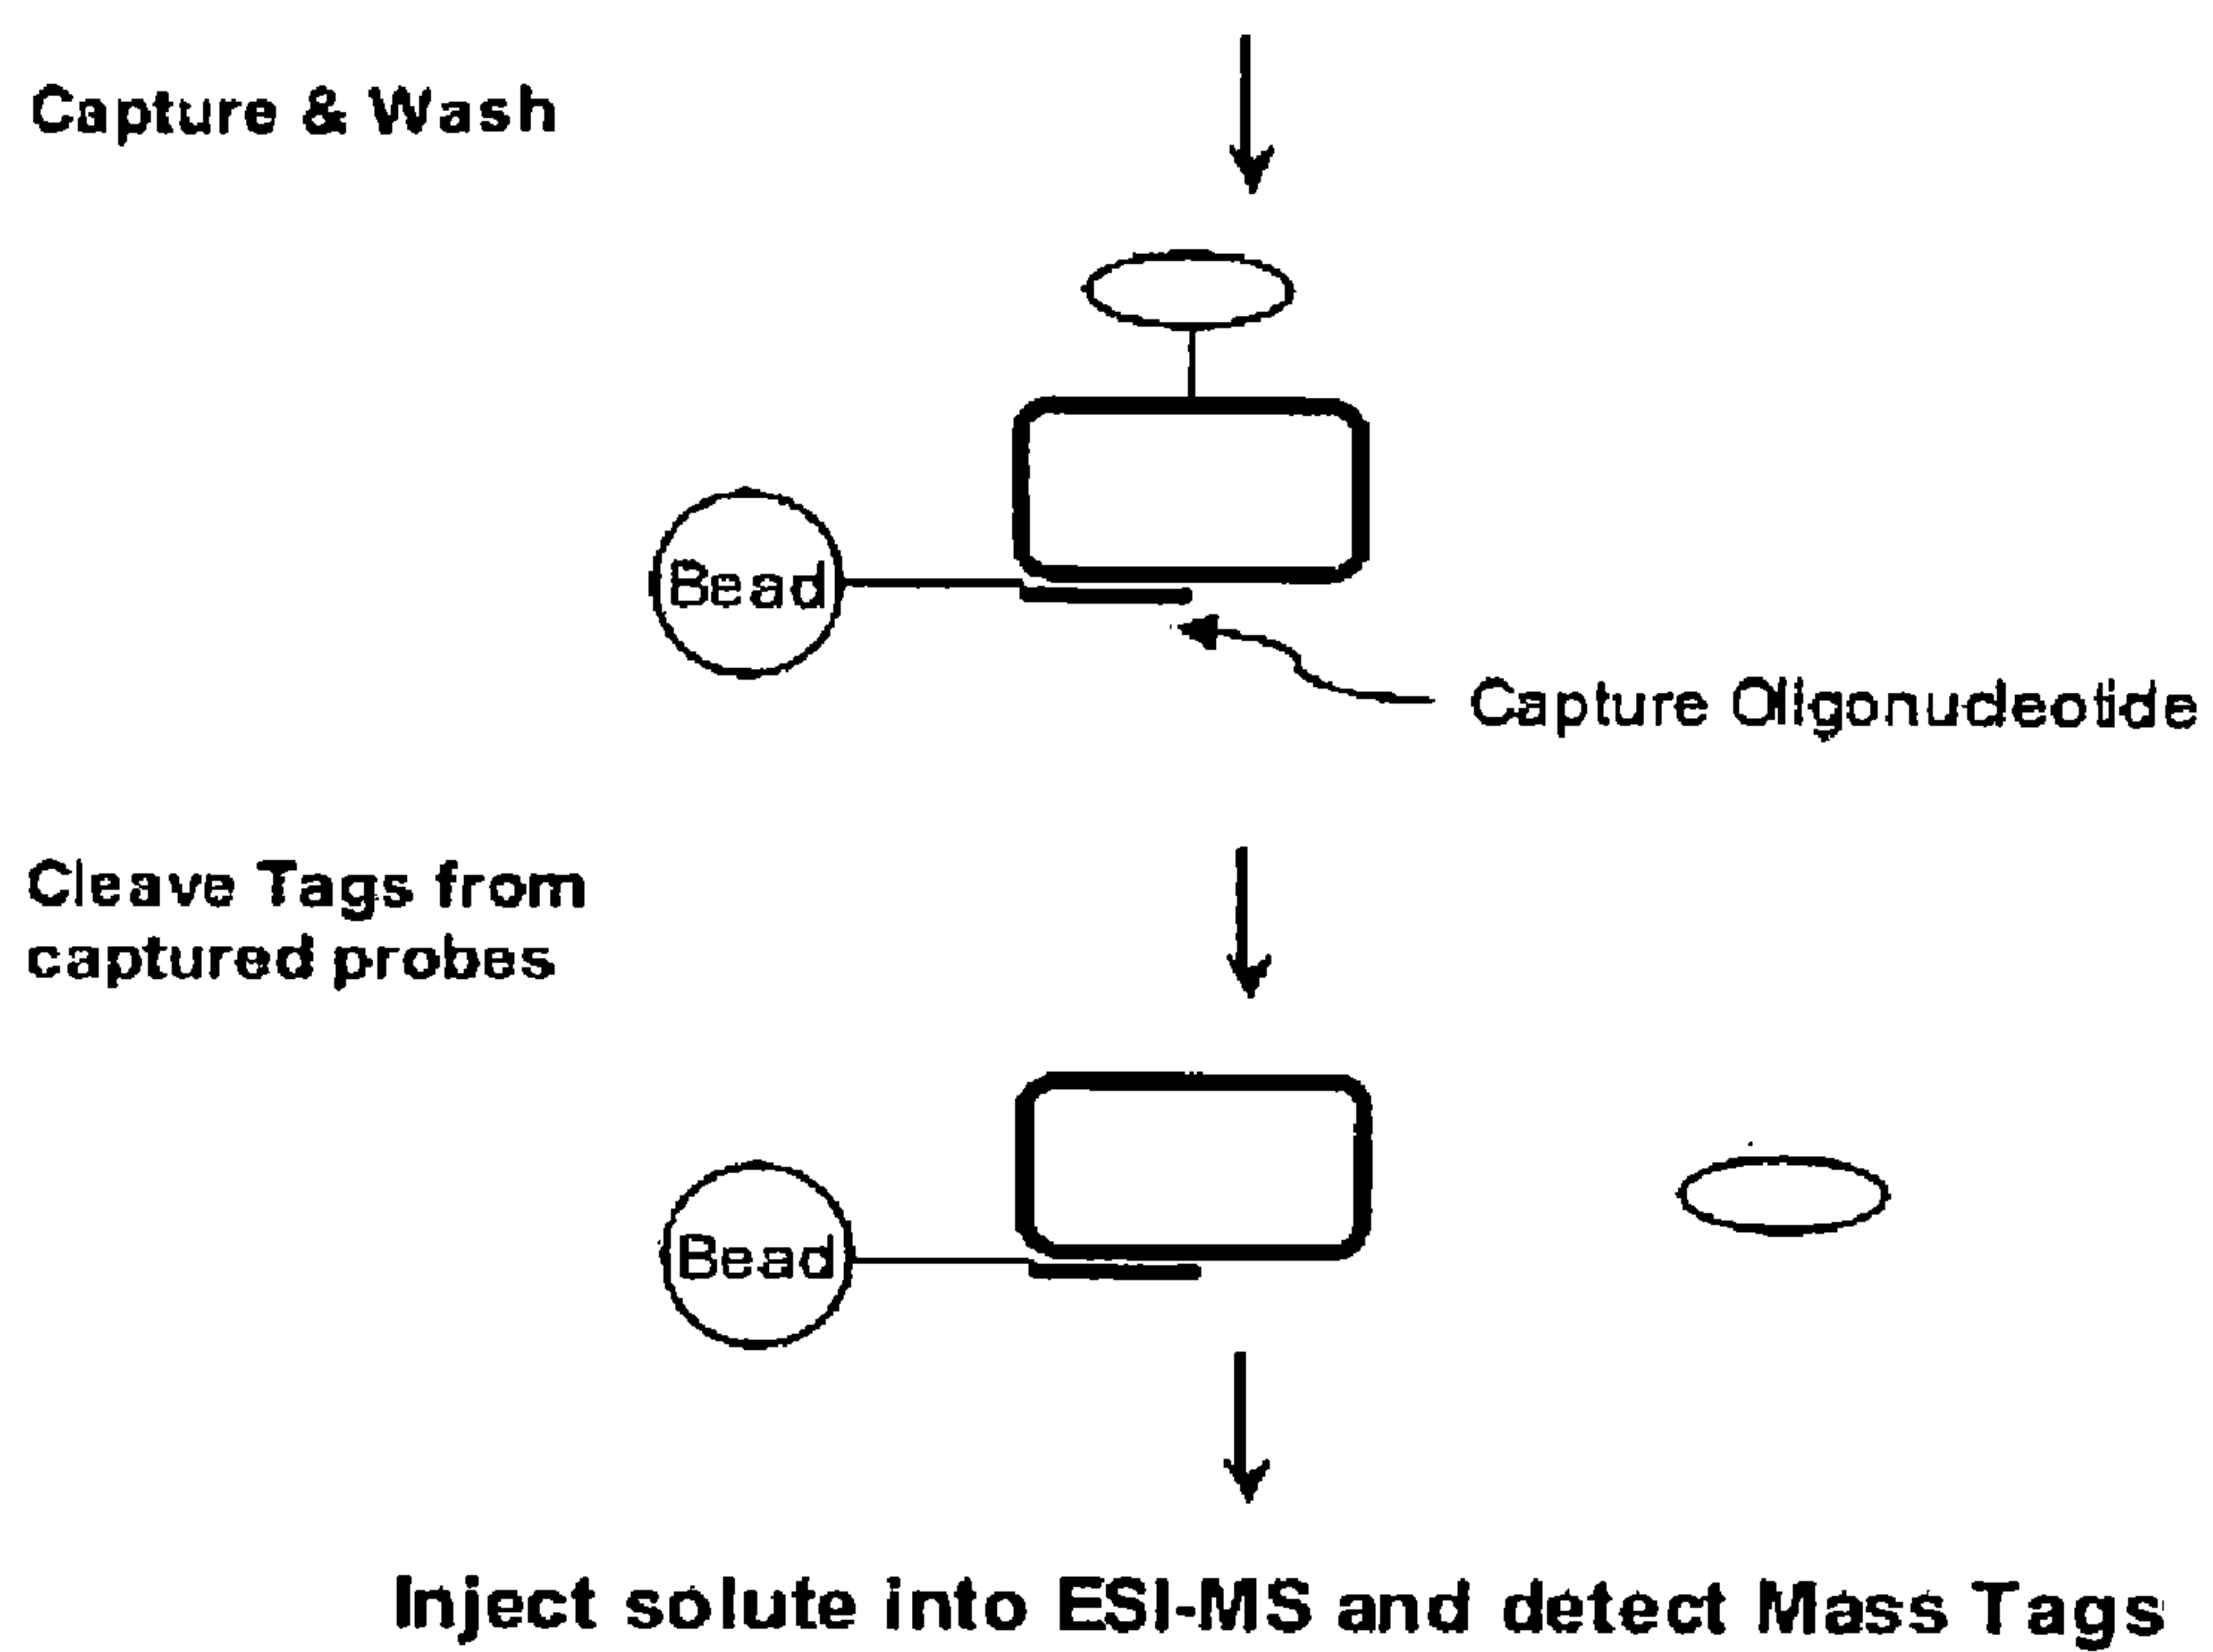 Capture & Wash
Bead
Capture Oligonucleotide
Cleave Tags from
captured probes
Bead
Inject solute into ESI-MS and detect Mass Tags